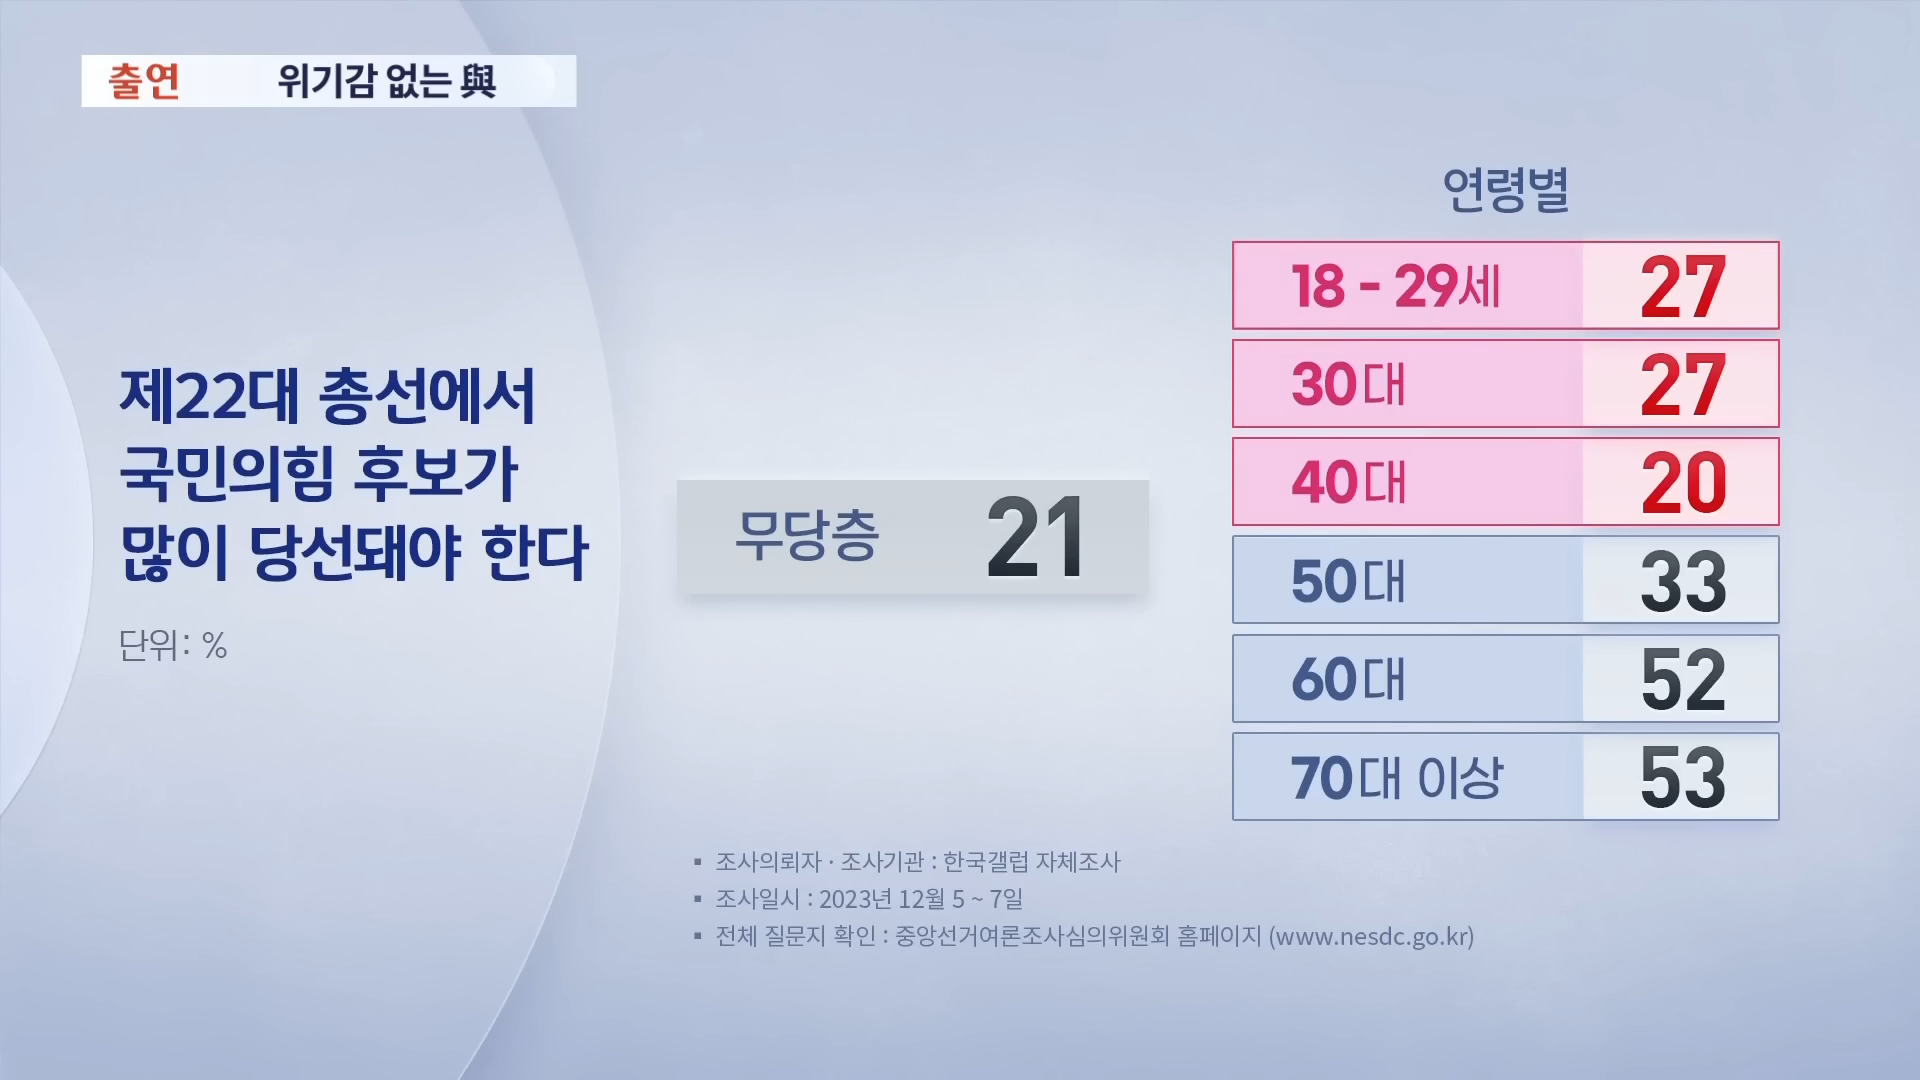 출연 위기감 없는 與
제22대 총선에서
국민의힘 후보가
많이 당선돼야 한다
단위: %
무당층 21
연령별
18 - 29세 27
30대 27
40대 20
50대 33
60대 52
70대 이상 53
▪ 조사의뢰자 · 조사기관 : 한국갤럽 자체조사
▪ 조사일시 : 2023년 12월 5 ~ 7일
▪ 전체 질문지 확인 : 중앙선거여론조사심의위원회 홈페이지 (www.nesdc.go.kr)